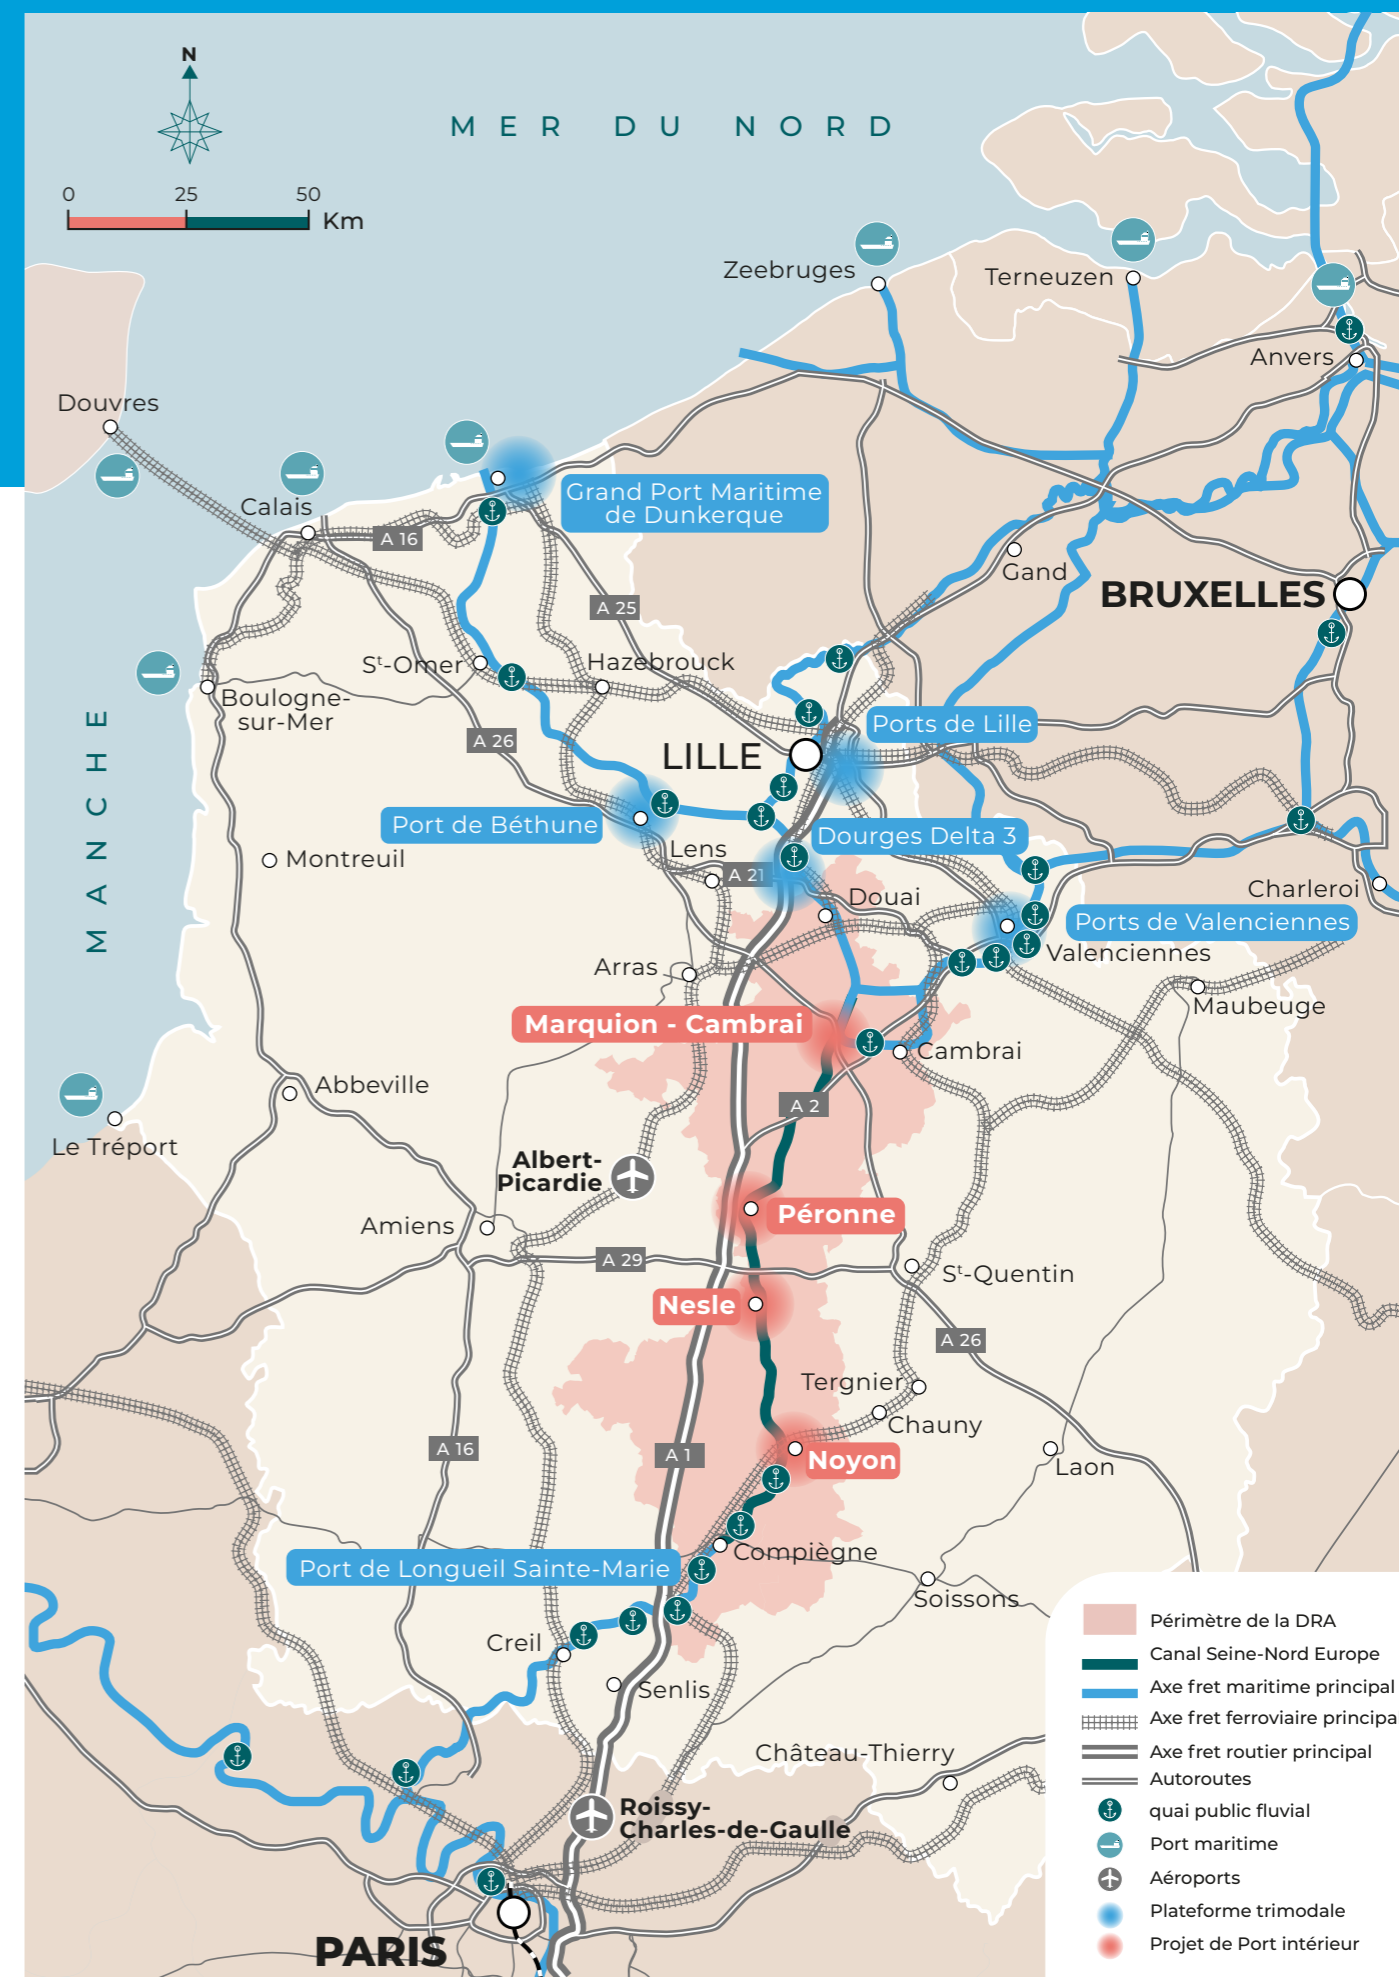 N
MER DU NORD
0 25 50 Km
Zeebruges
Terneuzen
Anvers
Douvres
Calais
Grand Port Maritime
de Dunkerque
A 16
Gand
BRUXELLES
A 25
St-Omer
Hazebrouck
Boulogne-
sur-Mer
MANCHE
A 26
LILLE
Ports de Lille
Port de Béthune
Dourges Delta 3
Lens
A 21
Montreuil
Douai
Charleroi
Ports de Valenciennes
Valenciennes
Arras
Maubeuge
Marquion - Cambrai
Cambrai
Abbeville
A 2
Le Tréport
Albert-
Picardie
Péronne
Amiens
A 29
St-Quentin
Nesle
A 26
Tergnier
Chauny
A 16
A 1
Noyon
Laon
Compiègne
Port de Longueil Sainte-Marie
Soissons
Creil
Senlis
Château-Thierry
Roissy-
Charles-de-Gaulle
PARIS
Périmètre de la DRA
Canal Seine-Nord Europe
Axe fret maritime principal
Axe fret ferroviaire principa
Axe fret routier principal
Autoroutes
quai public fluvial
Port maritime
Aéroports
Plateforme trimodale
Projet de Port intérieur